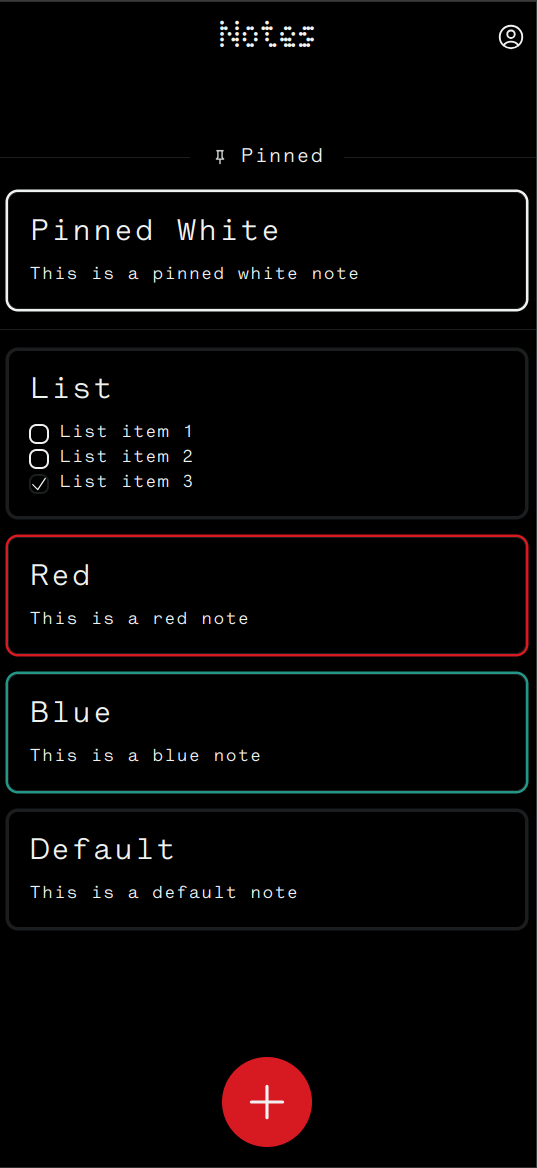 Notes
Pinned
Pinned White
This is a pinned white note
List
List item 1
List item 2
List item 3
Red
This is a red note
Blue
This is a blue note
Default
This is a default note